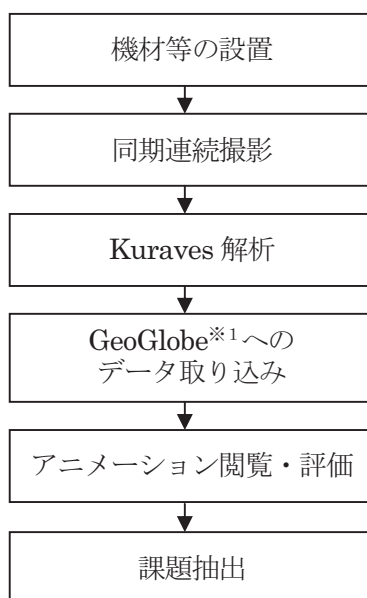 機材等の設置
同期連続撮影
Kuraves 解析
GeoGlobe※1への
データ取り込み
アニメーション閲覧・評価
課題抽出